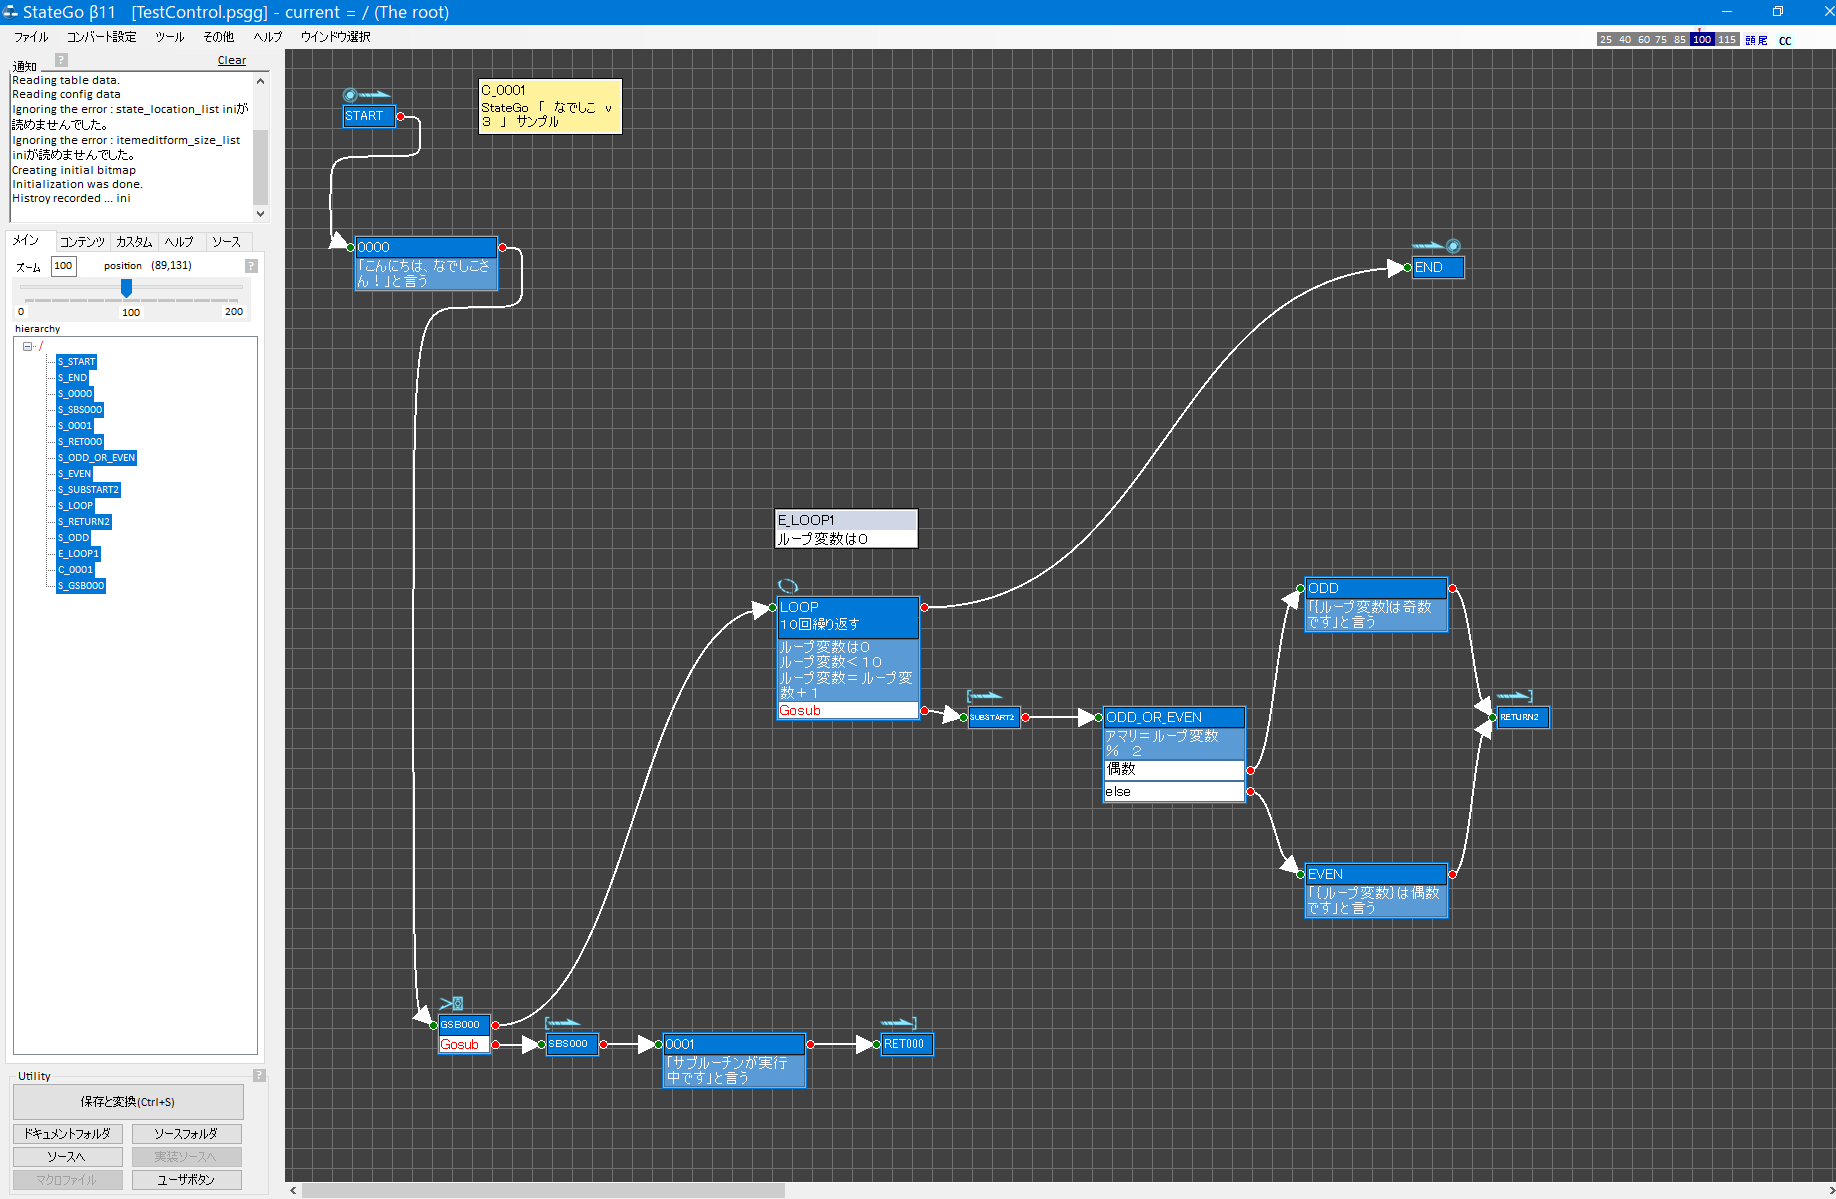 StateGo β11   [TestControl.psgg] - current = / (The root)
ファイル コンバート設定 ツール その他 ヘルプ ウインドウ選択
25 40 60 75 85 100 115 頭 尾 CC
通知 ? Clear
Reading table data.
Reading config data
Ignoring the error : state_location_list iniが
読めませんでした。
Ignoring the error : itemeditform_size_list
iniが読めませんでした。
Creating initial bitmap
Initialization was done.
Histroy recorded ... ini
メイン コンテンツ カスタム ヘルプ ソース
ズーム 100 position (89,131) ?
0 100 200
hierarchy
/
S_START
S_END
S_0000
S_SBS000
S_0001
S_RET000
S_ODD_OR_EVEN
S_EVEN
S_SUBSTART2
S_LOOP
S_RETURN2
S_ODD
E_LOOP1
C_0001
S_GSB000
Utility ?
保存と変換(Ctrl+S)
ドキュメントフォルダ ソースフォルダ
ソースへ 実装ソースへ
マクロファイル ユーザボタン
START
C_0001
StateGo 「 なでしこ v
3 」 サンプル
0000
「こんにちは、なでしこさ
ん！」と言う
END
E_LOOP1
ループ変数は０
LOOP
１０回繰り返す
ループ変数は０
ループ変数＜１０
ループ変数＝ループ変
数＋１
Gosub
SUBSTART2
ODD_OR_EVEN
アマリ＝ループ変数
％　２
偶数
else
ODD
「{ループ変数}は奇数
です」と言う
RETURN2
EVEN
「{ループ変数}は偶数
です」と言う
GSB000
Gosub
SBS000
0001
「サブルーチンが実行
中です」と言う
RET000